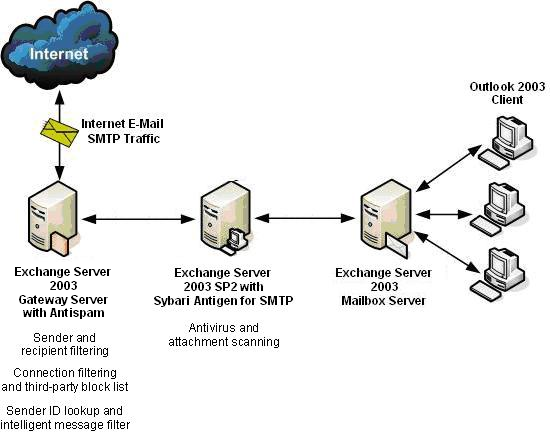 Internet
Internet E-Mail
SMTP Traffic
Outlook 2003
Client
Exchange Server
2003
Gateway Server
with Antispam
Sender and
recipient filtering
Connection filtering
and third-party block list
Sender ID lookup and
intelligent message filter
Exchange Server
2003 SP2 with
Sybari Antigen for SMTP
Antivirus and
attachment scanning
Exchange Server
2003
Mailbox Server